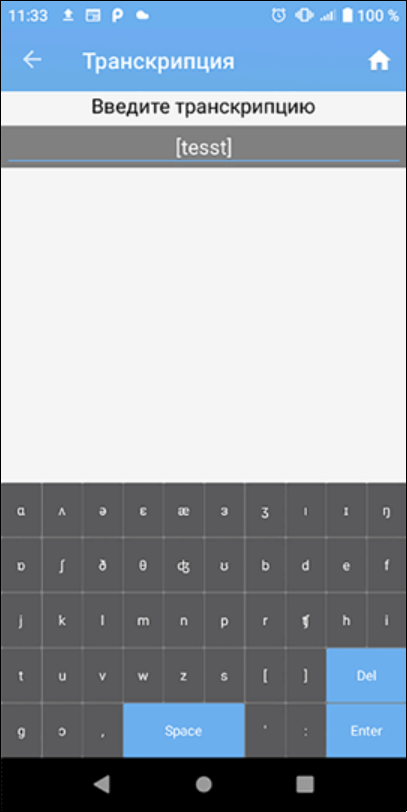 11:33 100 %
Транскрипция
Введите транскрипцию
[tesst]
ɑ ʌ ə ɛ æ ɜ ʒ ı ɪ ŋ
ɒ ʃ ð θ ʤ ʊ b d e f
j k l m n p r ʧ h i
t u v w z s [ ] Del
g ɔ , Space ' : Enter